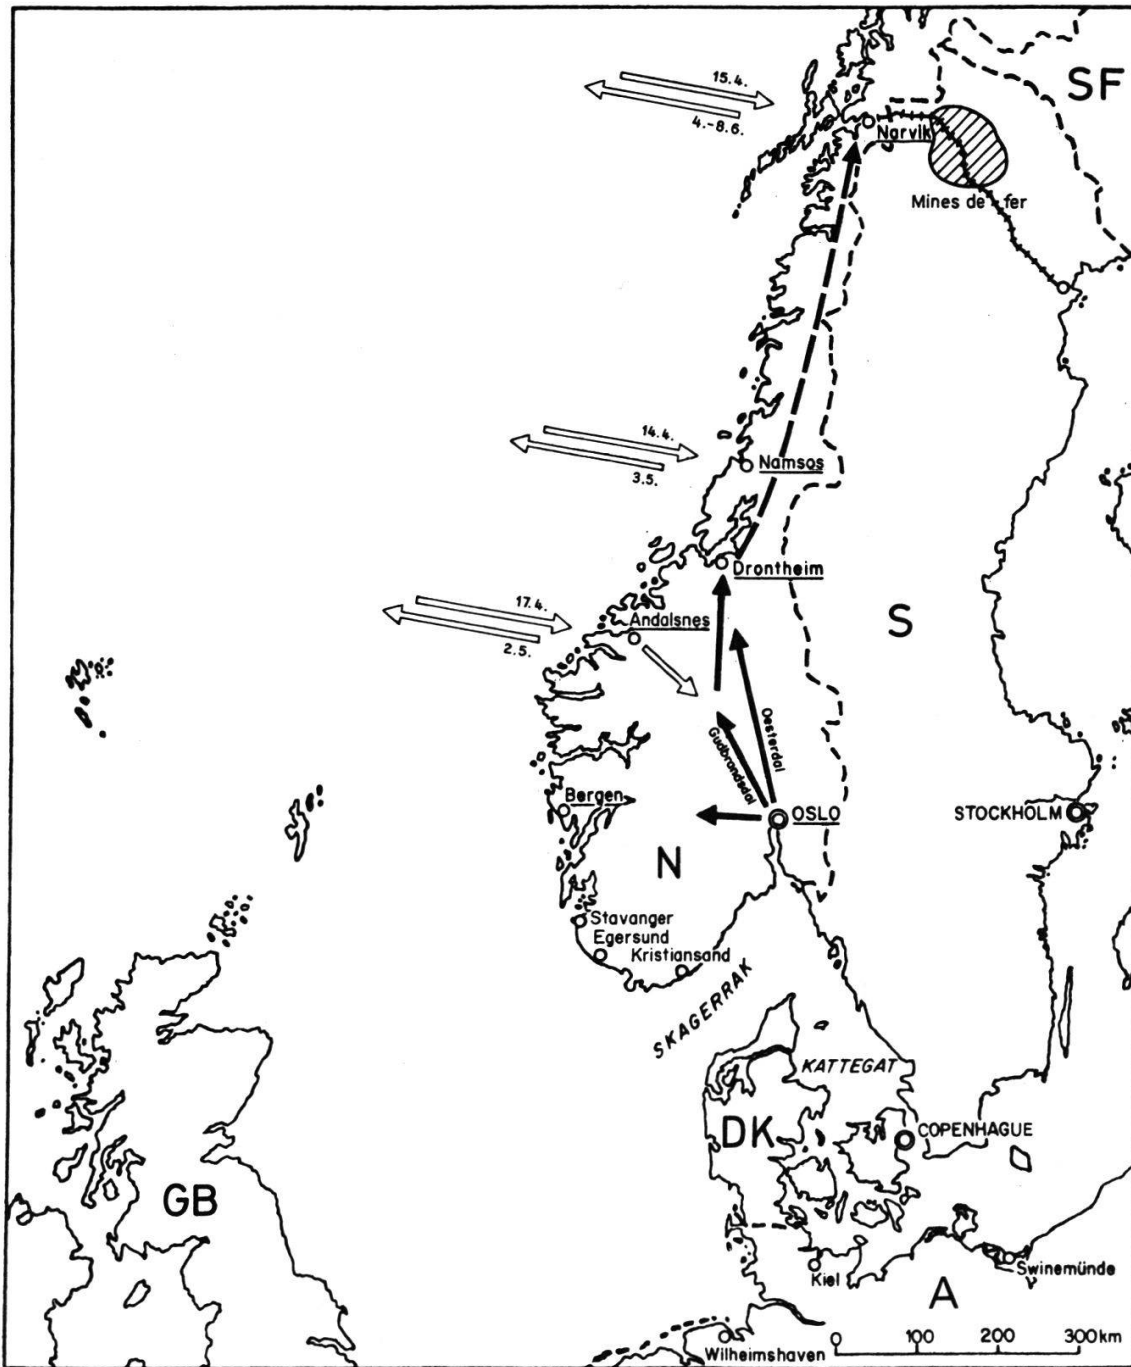 15.4.
SF
4.-8.6.
Narvik
Mines de fer
14.4.
Namsos
3.5.
Drontheim
17.4.
Andalsnes
S
2.5.
Oesterdal
Gudbrandsdal
Bergen
OSLO
STOCKHOLM
N
Stavanger
Egersund
Kristiansand
SKAGERRAK
KATTEGAT
DK
COPENHAGUE
GB
Kiel
Swinemünde
A
0 100 200 300 km
Wilheimshaven